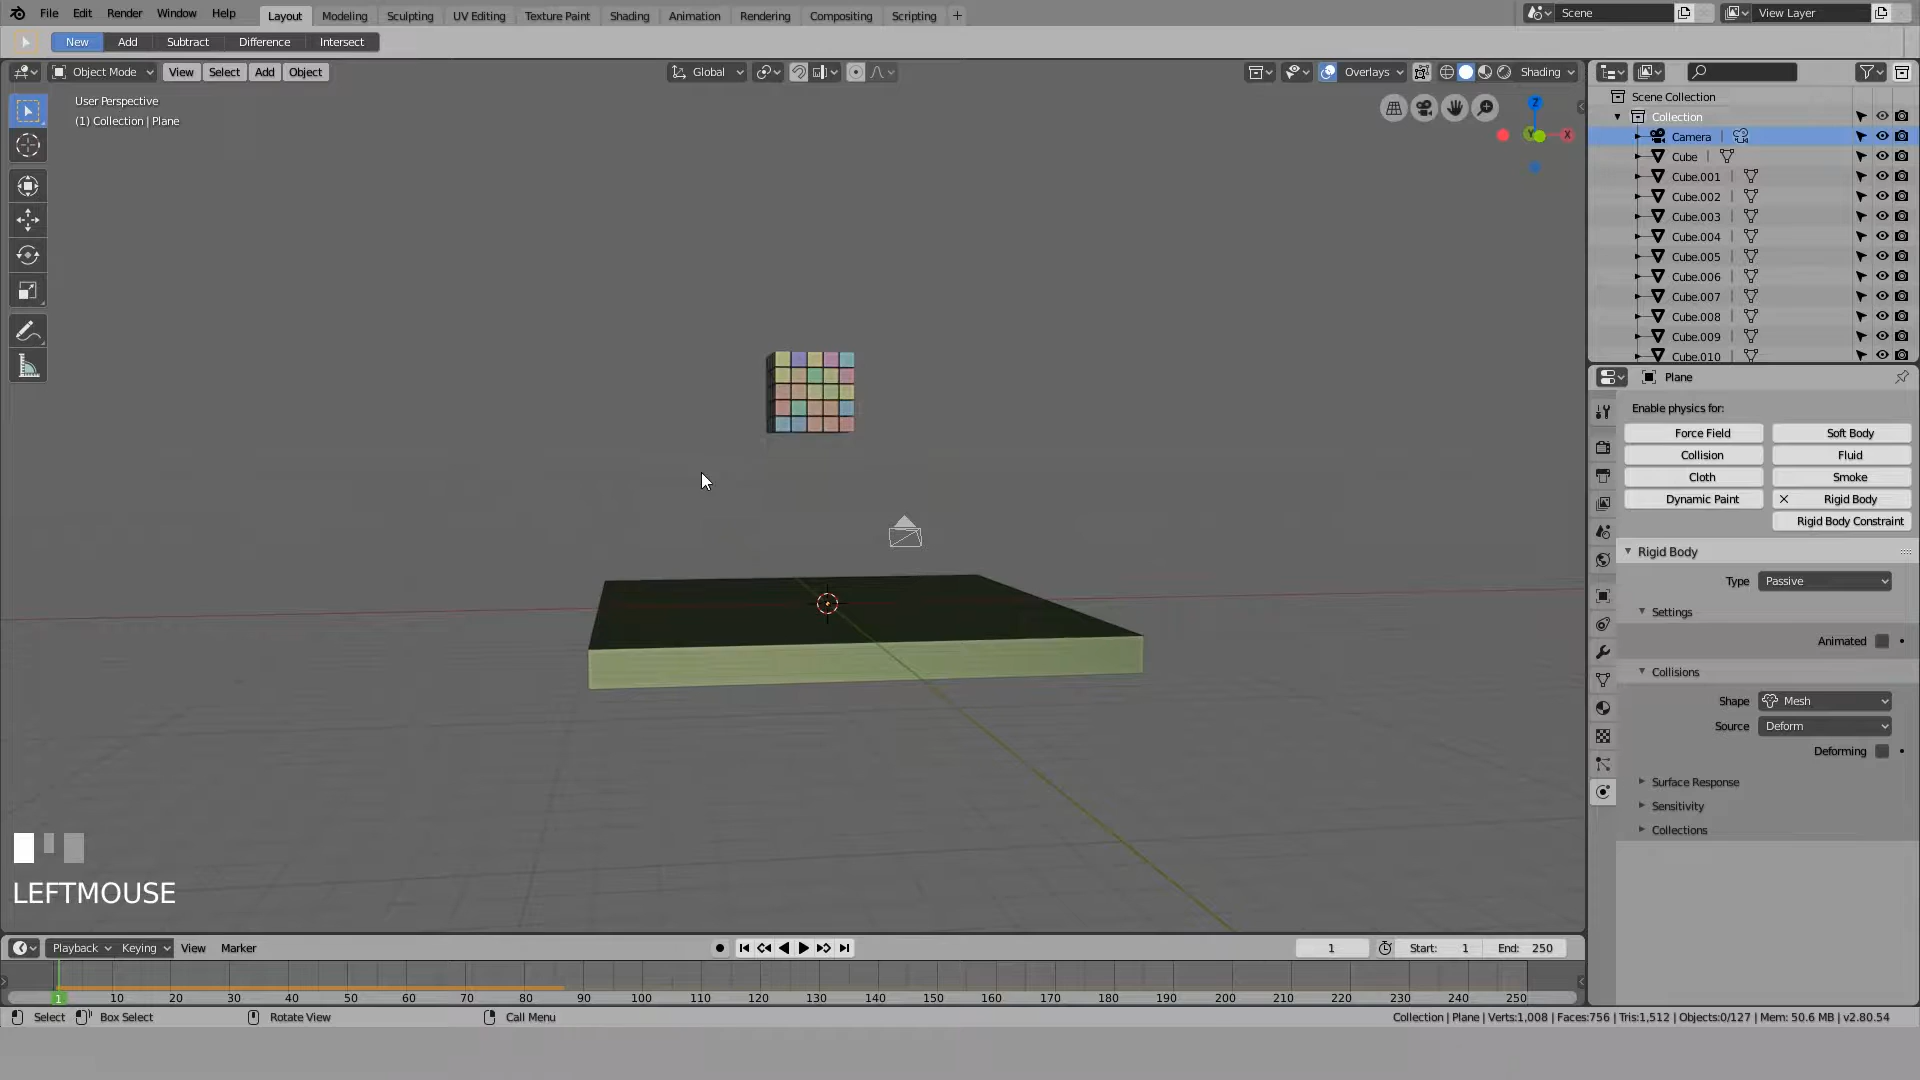 File Edit Render Window Help Layout Modeling Sculpting UV Editing Texture Paint Shading Animation Rendering Compositing Scripting + Scene View Layer
New Add Subtract Difference Intersect
Object Mode View Select Add Object Global Overlays Shading
User Perspective
(1) Collection | Plane
Z
Y
X
Scene Collection
Collection
Camera
Cube
Cube.001
Cube.002
Cube.003
Cube.004
Cube.005
Cube.006
Cube.007
Cube.008
Cube.009
Cube.010
Plane
Enable physics for:
Force Field Soft Body
Collision Fluid
Cloth Smoke
Dynamic Paint Rigid Body
Rigid Body Constraint
Rigid Body
Type Passive
Settings
Animated
Collisions
Shape Mesh
Source Deform
Deforming
Surface Response
Sensitivity
Collections
LEFTMOUSE
Playback Keying View Marker 1 Start: 1 End: 250
1 10 20 30 40 50 60 70 80 90 100 110 120 130 140 150 160 170 180 190 200 210 220 230 240 250
Select Box Select Rotate View Call Menu Collection | Plane | Verts:1,008 | Faces:756 | Tris:1,512 | Objects:0/127 | Mem: 50.6 MB | v2.80.54